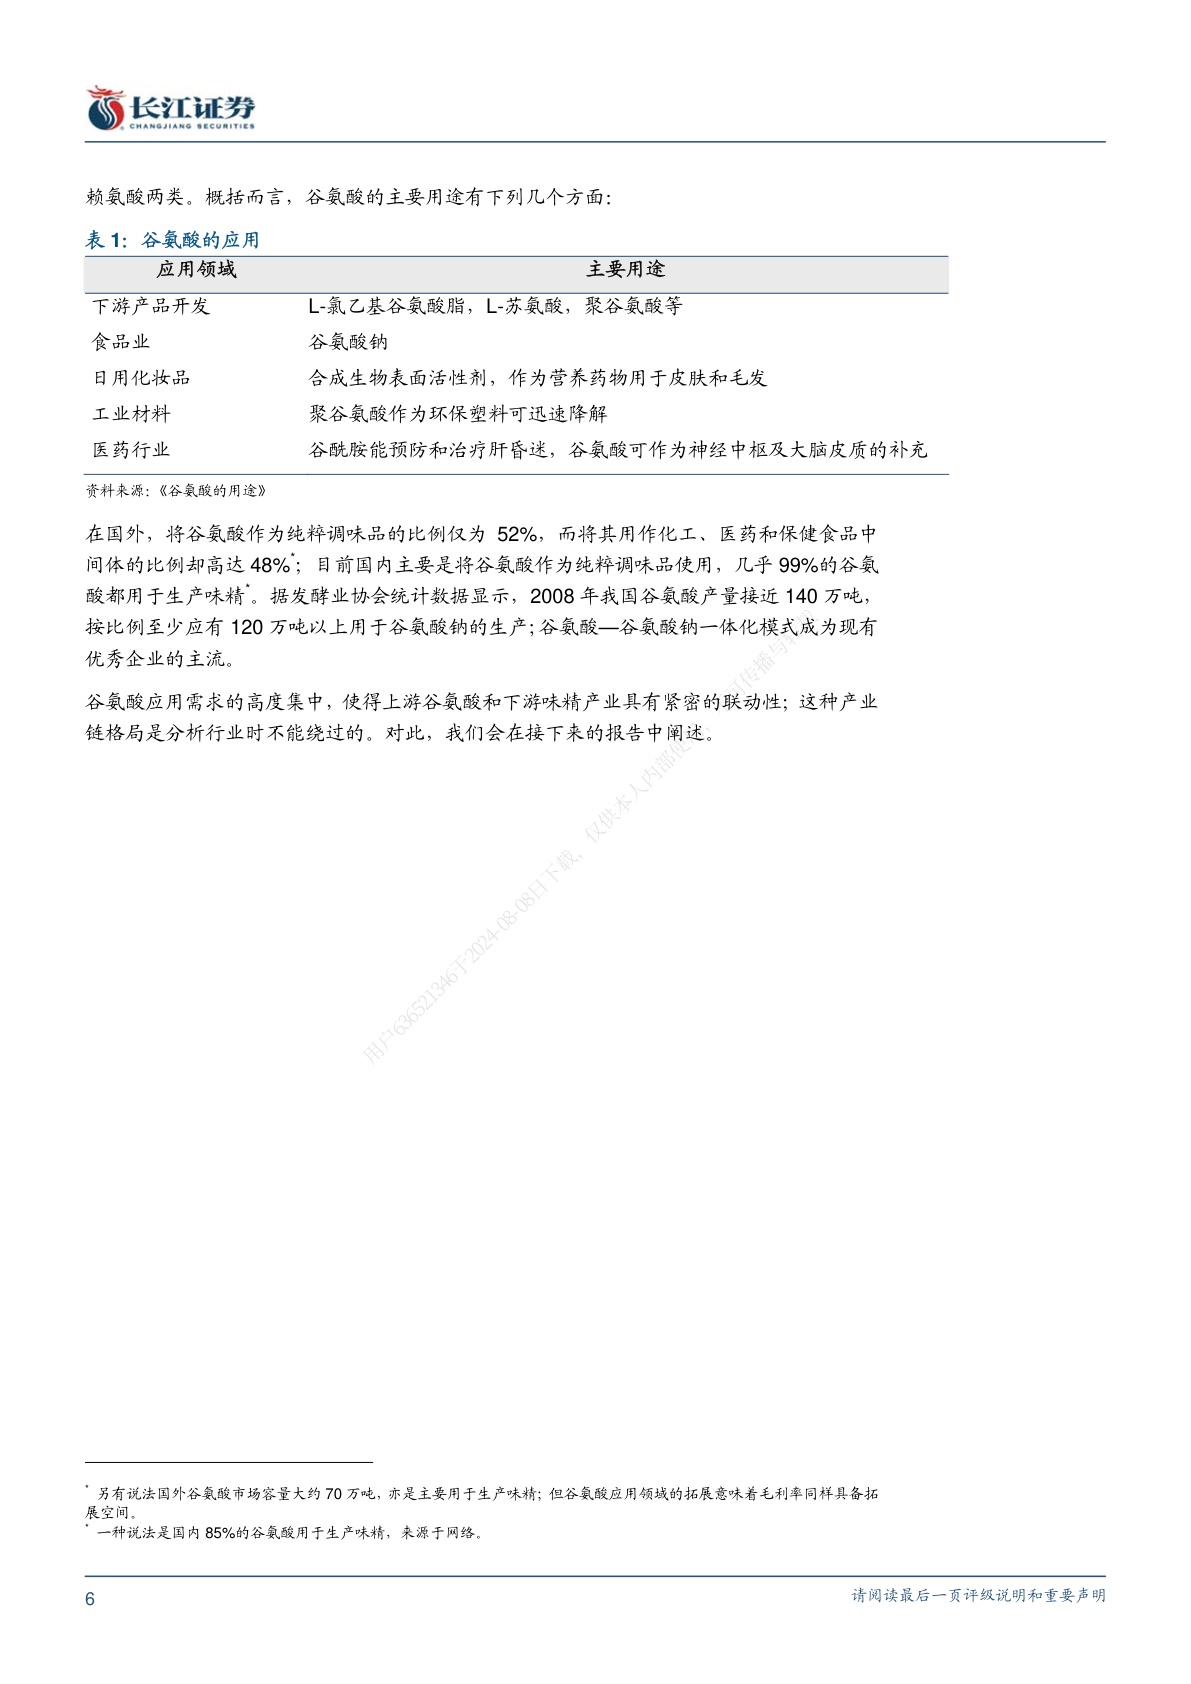 长江证券
CHANGJIANG SECURITIES
赖氨酸两类。概括而言，谷氨酸的主要用途有下列几个方面：
表 1：谷氨酸的应用
应用领域 主要用途
下游产品开发 L-氯乙基谷氨酸脂，L-苏氨酸，聚谷氨酸等
食品业 谷氨酸钠
日用化妆品 合成生物表面活性剂，作为营养药物用于皮肤和毛发
工业材料 聚谷氨酸作为环保塑料可迅速降解
医药行业 谷酰胺能预防和治疗肝昏迷，谷氨酸可作为神经中枢及大脑皮质的补充
资料来源：《谷氨酸的用途》
在国外，将谷氨酸作为纯粹调味品的比例仅为 52%，而将其用作化工、医药和保健食品中
间体的比例却高达 48%*；目前国内主要是将谷氨酸作为纯粹调味品使用，几乎 99%的谷氨
酸都用于生产味精*。据发酵业协会统计数据显示，2008 年我国谷氨酸产量接近 140 万吨，
按比例至少应有 120 万吨以上用于谷氨酸钠的生产；谷氨酸—谷氨酸钠一体化模式成为现有
优秀企业的主流。
谷氨酸应用需求的高度集中，使得上游谷氨酸和下游味精产业具有紧密的联动性；这种产业
链格局是分析行业时不能绕过的。对此，我们会在接下来的报告中阐述。
用户636521346于2024-08-08日下载，仅供本人内部使用，可传播与
* 另有说法国外谷氨酸市场容量大约 70 万吨，亦是主要用于生产味精；但谷氨酸应用领域的拓展意味着毛利率同样具备拓
展空间。
* 一种说法是国内 85%的谷氨酸用于生产味精，来源于网络。
6 请阅读最后一页评级说明和重要声明